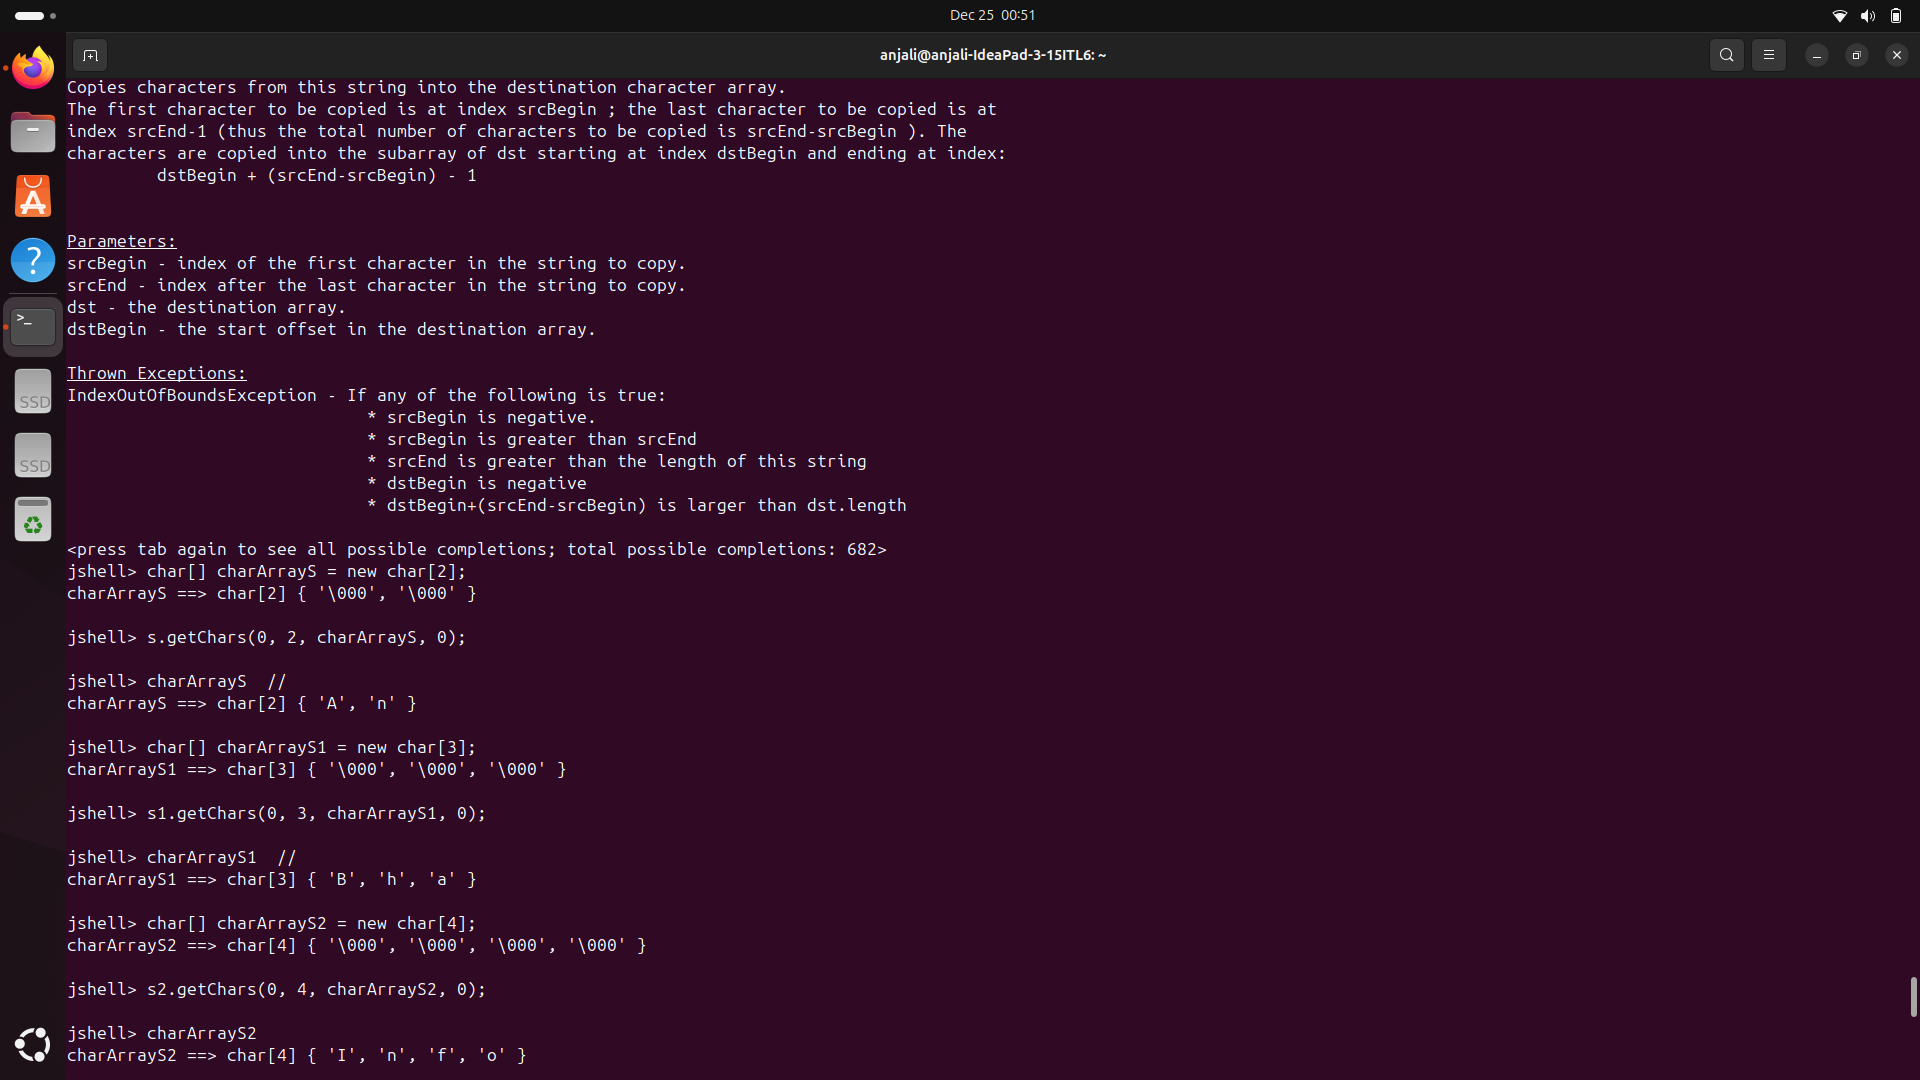 Dec 25 00:51
anjali@anjali-IdeaPad-3-15ITL6: ~
Copies characters from this string into the destination character array.
The first character to be copied is at index srcBegin ; the last character to be copied is at
index srcEnd-1 (thus the total number of characters to be copied is srcEnd-srcBegin ). The
characters are copied into the subarray of dst starting at index dstBegin and ending at index:
dstBegin + (srcEnd-srcBegin) - 1
Parameters:
srcBegin - index of the first character in the string to copy.
srcEnd - index after the last character in the string to copy.
dst - the destination array.
dstBegin - the start offset in the destination array.
Thrown Exceptions:
IndexOutOfBoundsException - If any of the following is true:
* srcBegin is negative.
* srcBegin is greater than srcEnd
* srcEnd is greater than the length of this string
* dstBegin is negative
* dstBegin+(srcEnd-srcBegin) is larger than dst.length
<press tab again to see all possible completions; total possible completions: 682>
jshell> char[] charArrayS = new char[2];
charArrayS ==> char[2] { '\000', '\000' }
jshell> s.getChars(0, 2, charArrayS, 0);
jshell> charArrayS  //
charArrayS ==> char[2] { 'A', 'n' }
jshell> char[] charArrayS1 = new char[3];
charArrayS1 ==> char[3] { '\000', '\000', '\000' }
jshell> s1.getChars(0, 3, charArrayS1, 0);
jshell> charArrayS1  //
charArrayS1 ==> char[3] { 'B', 'h', 'a' }
jshell> char[] charArrayS2 = new char[4];
charArrayS2 ==> char[4] { '\000', '\000', '\000', '\000' }
jshell> s2.getChars(0, 4, charArrayS2, 0);
jshell> charArrayS2
charArrayS2 ==> char[4] { 'I', 'n', 'f', 'o' }
?
>_
SSD
SSD